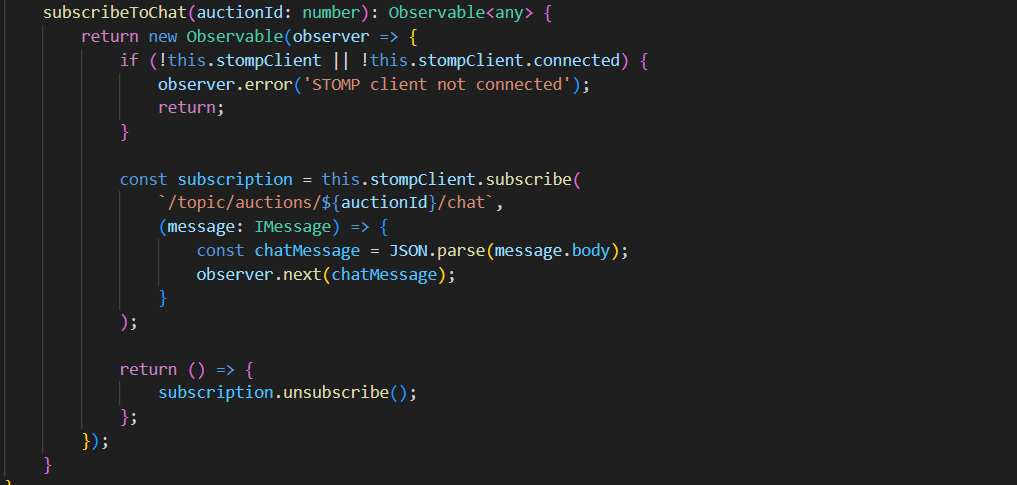 subscribeToChat(auctionId: number): Observable<any> {
return new Observable(observer => {
if (!this.stompClient || !this.stompClient.connected) {
observer.error('STOMP client not connected');
return;
}
const subscription = this.stompClient.subscribe(
`/topic/auctions/${auctionId}/chat`,
(message: IMessage) => {
const chatMessage = JSON.parse(message.body);
observer.next(chatMessage);
}
);
return () => {
subscription.unsubscribe();
};
});
}
}